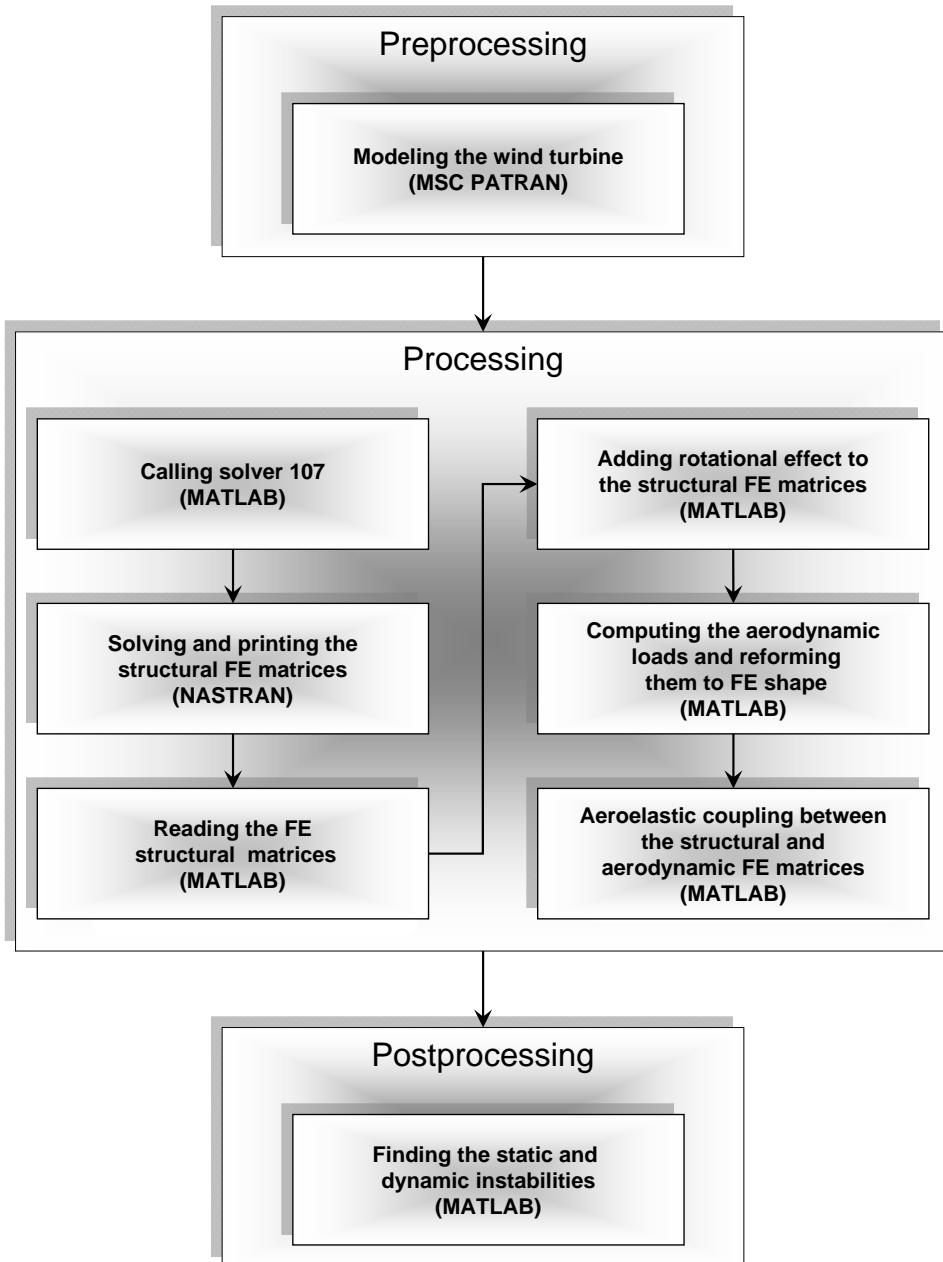 Preprocessing
Modeling the wind turbine
(MSC PATRAN)
Processing
Calling solver 107
(MATLAB)
Solving and printing the
structural FE matrices
(NASTRAN)
Reading the FE
structural matrices
(MATLAB)
Adding rotational effect to
the structural FE matrices
(MATLAB)
Computing the aerodynamic
loads and reforming
them to FE shape
(MATLAB)
Aeroelastic coupling between
the structural and
aerodynamic FE matrices
(MATLAB)
Postprocessing
Finding the static and
dynamic instabilities
(MATLAB)